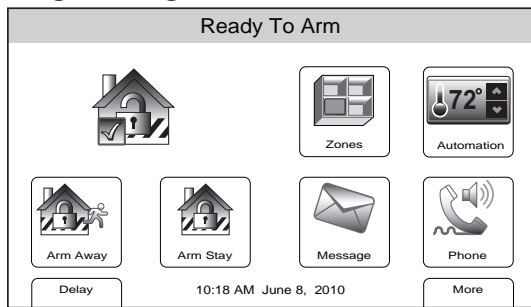 Ready To Arm
72°
Zones
Automation
Arm Away
Arm Stay
Message
Phone
Delay
10:18 AM June 8, 2010
More